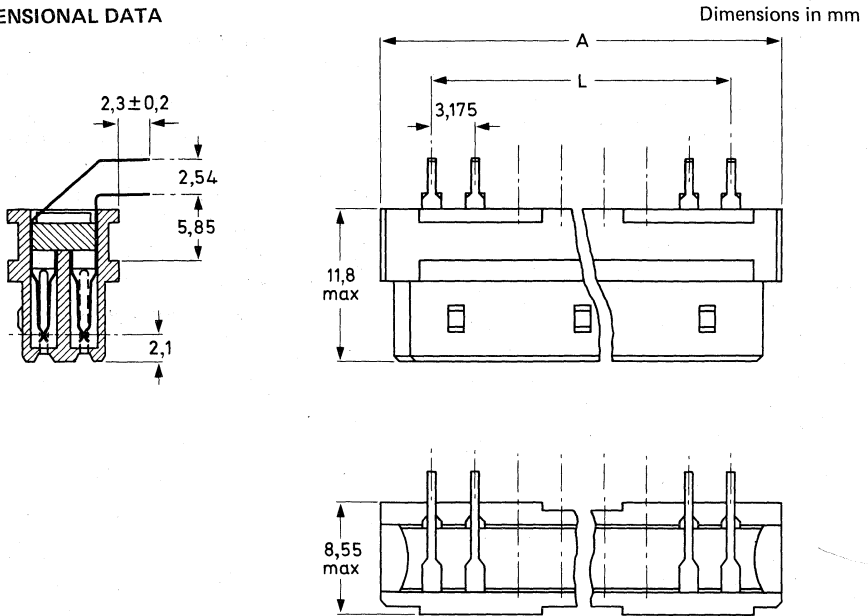 ENSIONAL DATA
Dimensions in mm
A
L
3,175
2,3±0,2
2,54
5,85
11,8
max
2,1
8,55
max